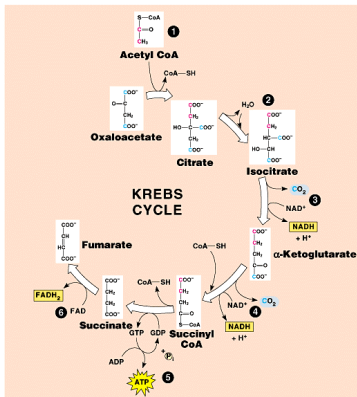 S—CoA
C=O
CH3
1
Acetyl CoA
CoA—SH
COO⁻
CH2
COO⁻
Oxaloacetate
COO⁻
CH2
HO C COO⁻
CH2
COO⁻
Citrate
H2O
2
COO⁻
CH2
HC COO⁻
HO CH
COO⁻
Isocitrate
CO2
3
NAD⁺
NADH
+ H⁺
KREBS
CYCLE
COO⁻
CH2
CH2
C O
COO⁻
α-Ketoglutarate
CoA—SH
NAD⁺
CO2
4
NADH
+ H⁺
COO⁻
CH2
CH2
C O
S—CoA
Succinyl
CoA
CoA—SH
GTP
GDP
+ Pi
ADP
ATP
5
COO⁻
CH2
CH2
COO⁻
Succinate
FADH2
6
FAD
COO⁻
CH
HC
COO⁻
Fumarate